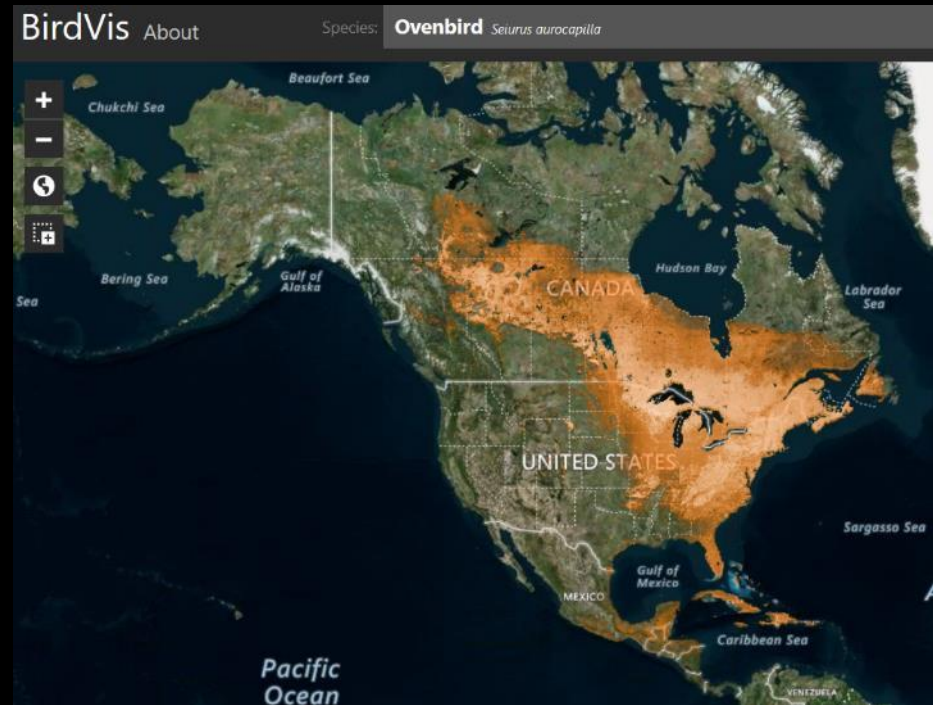 BirdVis About Species: Ovenbird Seiurus aurocapilla
Beaufort Sea
Chukchi Sea
+
−
Bering Sea
Gulf of
Alaska
Hudson Bay
Labrador
Sea
Sea
CANADA
UNITED STATES
Sargasso Sea
Gulf of
Mexico
MEXICO
Caribbean Sea
Pacific
Ocean
VENEZUELA
A